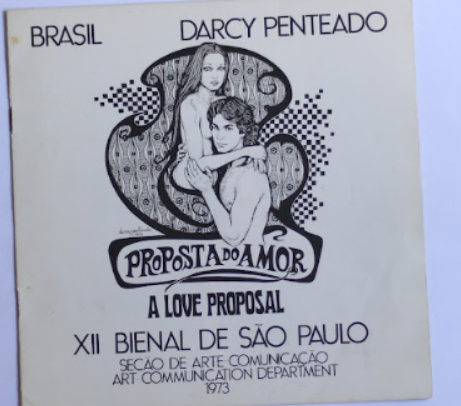 BRASIL DARCY PENTEADO
PROPOSTA DO AMOR
A LOVE PROPOSAL
XII BIENAL DE SÃO PAULO
SECÃO DE ARTE COMUNICAÇÃO
ART COMMUNICATION DEPARTMENT
1973